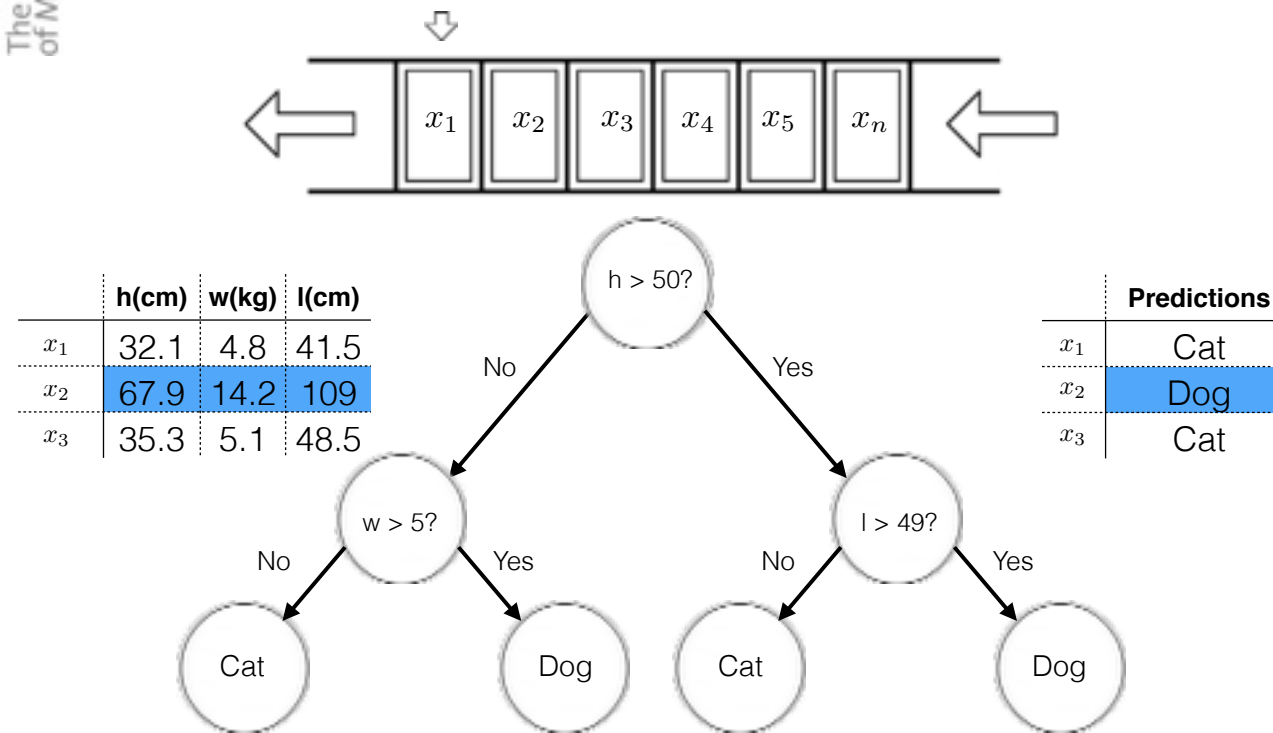 The
of M
x₁ x₂ x₃ x₄ x₅ xₙ
h > 50?
h(cm) w(kg) l(cm)
x₁ 32.1 4.8 41.5
x₂ 67.9 14.2 109
x₃ 35.3 5.1 48.5
Predictions
x₁ Cat
x₂ Dog
x₃ Cat
No
Yes
w > 5?
l > 49?
No
Yes
No
Yes
Cat
Dog
Cat
Dog